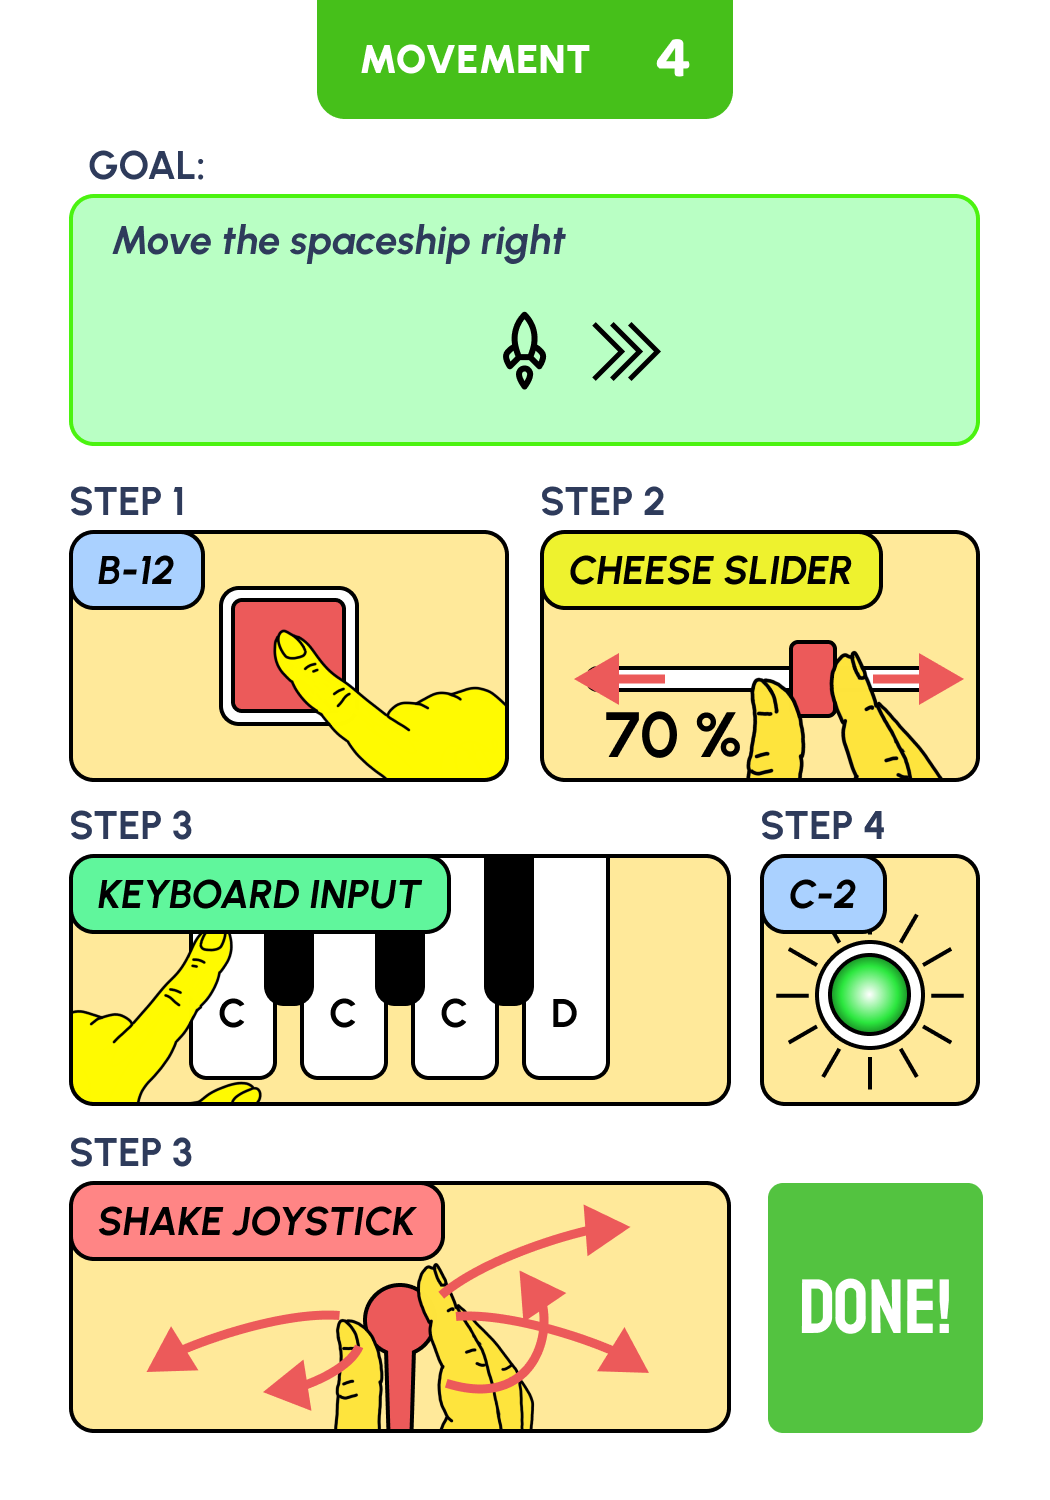 MOVEMENT 4
GOAL:
Move the spaceship right
STEP 1
B-12
STEP 2
CHEESE SLIDER
70 %
STEP 3
KEYBOARD INPUT
C C C D
STEP 4
C-2
STEP 3
SHAKE JOYSTICK
DONE!